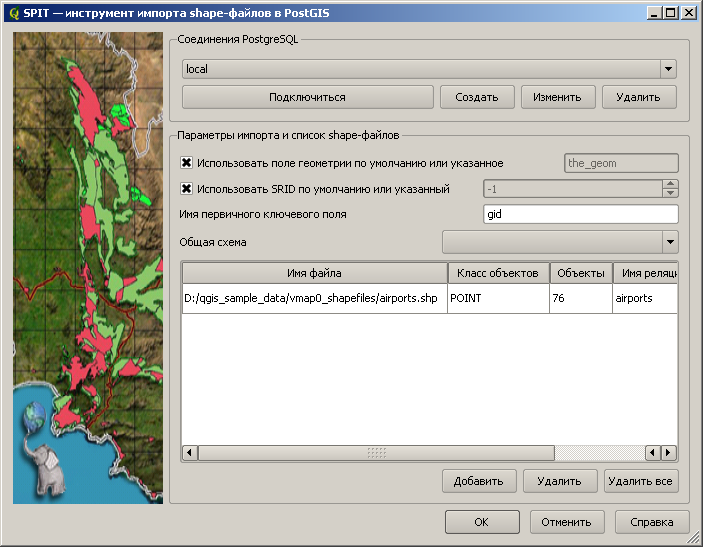 SPIT — инструмент импорта shape-файлов в PostGIS
Соединения PostgreSQL
local
Подключиться Создать Изменить Удалить
Параметры импорта и список shape-файлов
Использовать поле геометрии по умолчанию или указанное the_geom
Использовать SRID по умолчанию или указанный -1
Имя первичного ключевого поля gid
Общая схема
Имя файла Класс объектов Объекты Имя реляци
D:/qgis_sample_data/vmap0_shapefiles/airports.shp POINT 76 airports
Добавить Удалить Удалить все
OK Отменить Справка